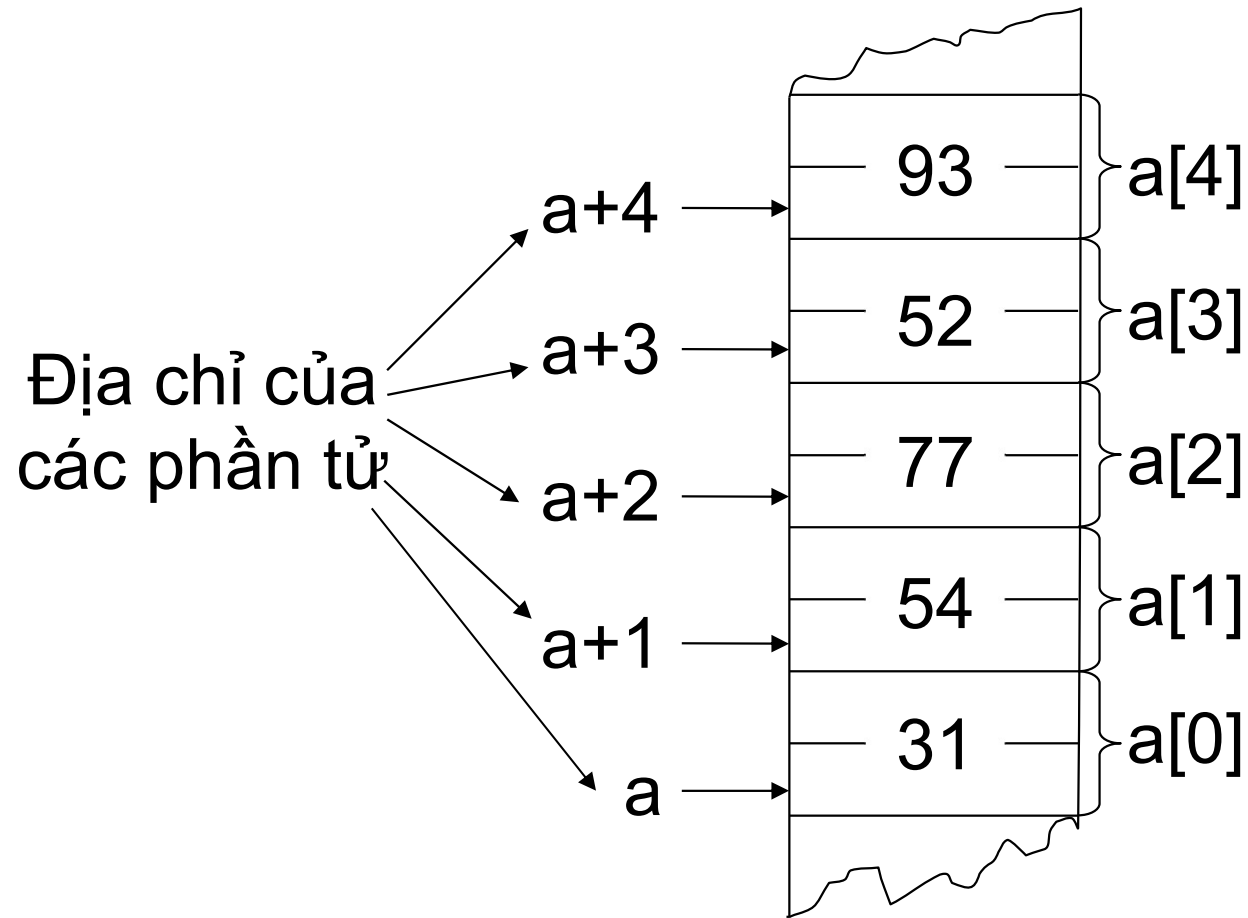 93 a[4]
a+4
52 a[3]
a+3
Địa chỉ của
các phần tử
77 a[2]
a+2
54 a[1]
a+1
31 a[0]
a